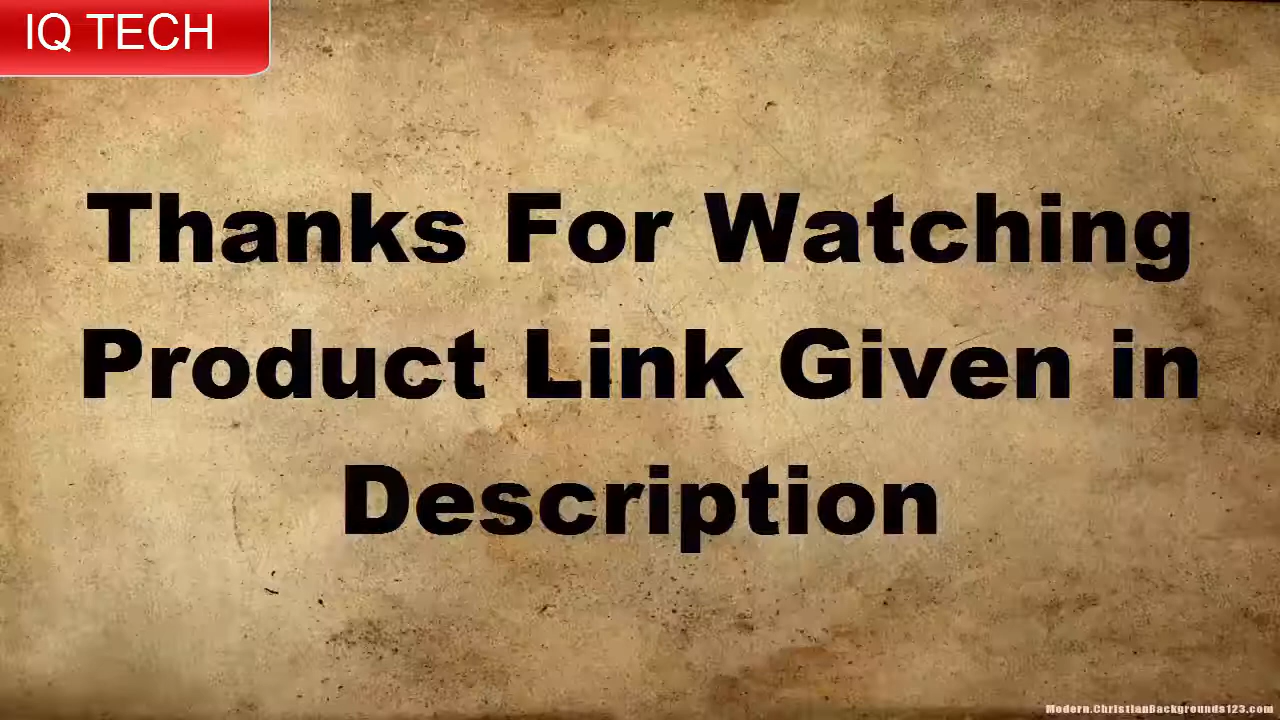 IQ TECH
Thanks For Watching
Product Link Given in
Description
Modern.ChristianBackgrounds123.com